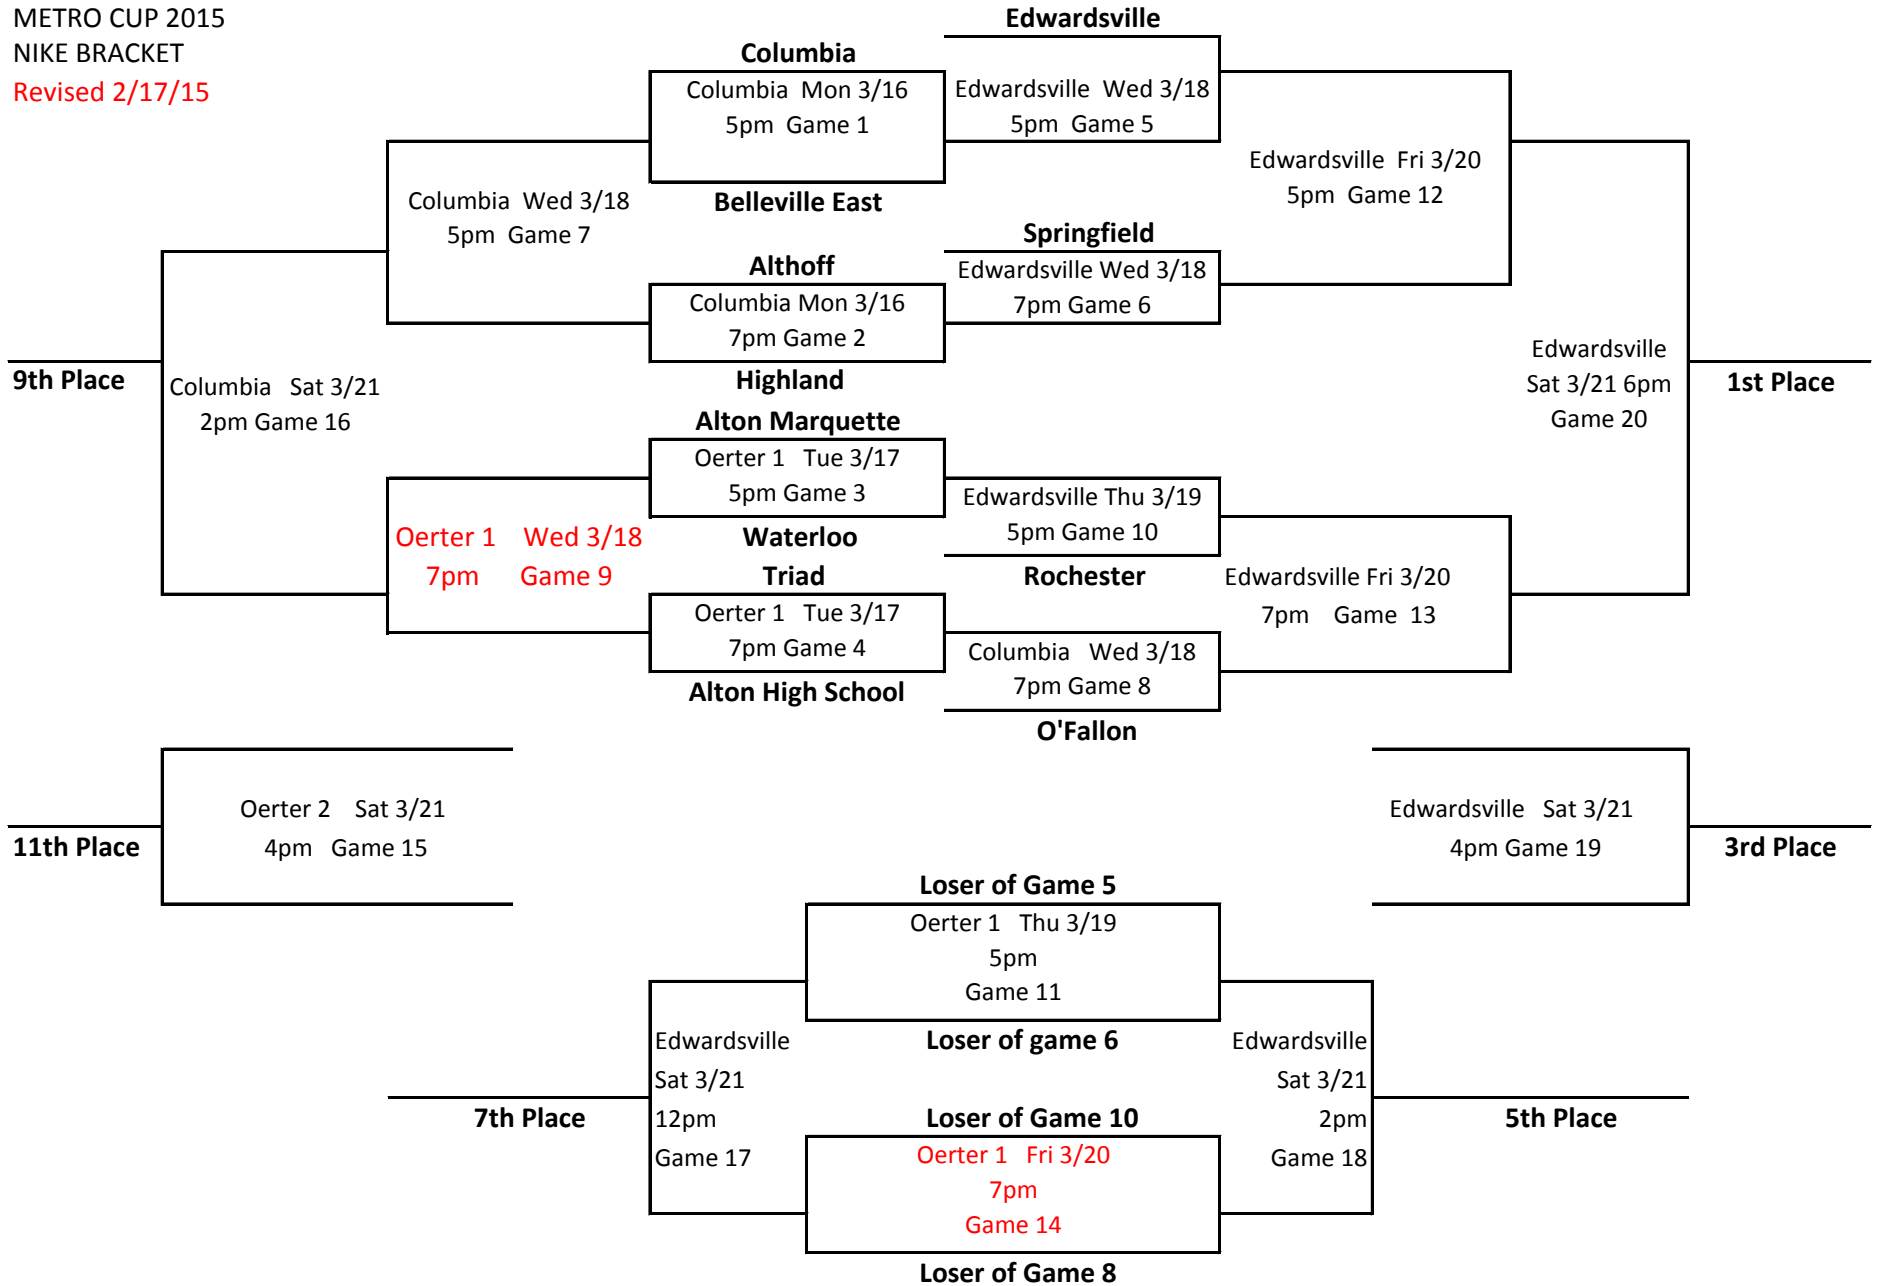 METRO CUP 2015
NIKE BRACKET
Revised 2/17/15
Edwardsville
Columbia
Columbia  Mon 3/16
5pm  Game 1
Edwardsville  Wed 3/18
5pm  Game 5
Belleville East
Columbia  Wed 3/18
5pm  Game 7
Edwardsville  Fri 3/20
5pm  Game 12
Springfield
Althoff
Edwardsville Wed 3/18
7pm Game 6
Columbia Mon 3/16
7pm Game 2
Highland
9th Place
Columbia   Sat 3/21
2pm Game 16
Edwardsville
Sat 3/21 6pm
Game 20
1st Place
Alton Marquette
Oerter 1   Tue 3/17
5pm Game 3
Edwardsville Thu 3/19
5pm Game 10
Waterloo
Oerter 1    Wed 3/18
7pm      Game 9
Triad
Rochester
Edwardsville Fri 3/20
7pm    Game  13
Oerter 1   Tue 3/17
7pm Game 4
Columbia   Wed 3/18
7pm Game 8
Alton High School
O'Fallon
Oerter 2    Sat 3/21
4pm   Game 15
11th Place
Edwardsville   Sat 3/21
4pm Game 19
3rd Place
Loser of Game 5
Oerter 1   Thu 3/19
5pm
Game 11
Loser of game 6
Edwardsville
Sat 3/21
12pm
Game 17
7th Place
Edwardsville
Sat 3/21
2pm
Game 18
5th Place
Loser of Game 10
Oerter 1   Fri 3/20
7pm
Game 14
Loser of Game 8